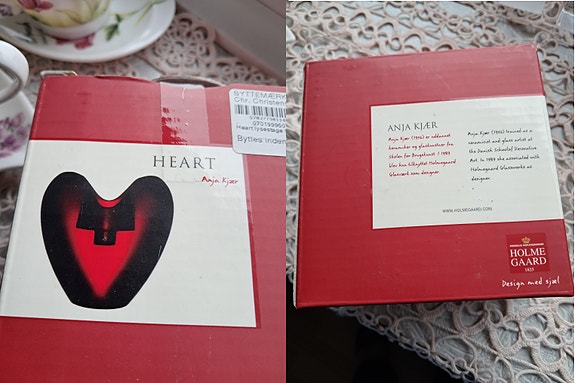 BYTTEMÆRK
Chr. Christen
Heart lysestage
Byttes inden
HEART
Anja Kjær
ANJA KJÆR
Anja Kjær (1956) er uddannet
keramiker og glaskunstner fra
Skolen for Brugskunst. I 1983
blev hun tilknyttet Holmegaard
Glasværk som designer.
Anja Kjær (1956) trained as a
ceramist and glass artist at
the Danish School of Decorative
Art. In 1983 she associated with
Holmegaard Glassworks as
designer.
WWW.HOLMEGAARD.COM
HOLME
GAARD
1825
Design med sjæl